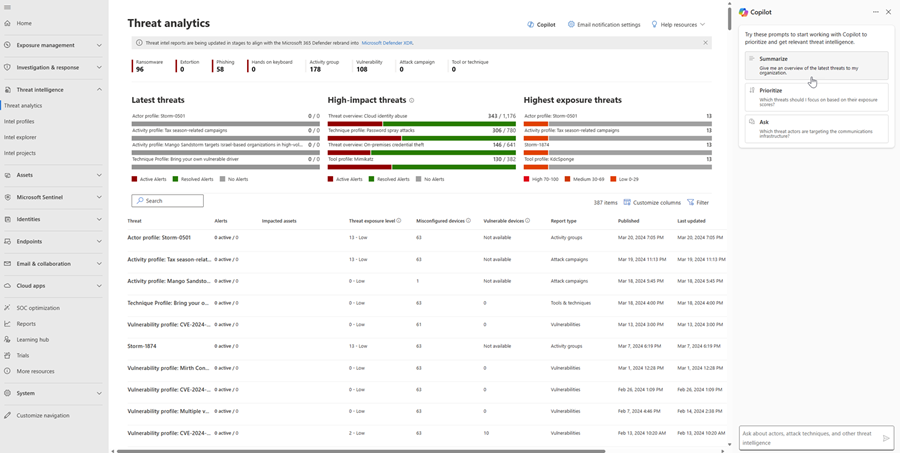 Home
Exposure management
Investigation & response
Threat intelligence
Threat analytics
Intel profiles
Intel explorer
Intel projects
Assets
Microsoft Sentinel
Identities
Endpoints
Email & collaboration
Cloud apps
SOC optimization
Reports
Learning hub
Trials
More resources
System
Customize navigation
Threat analytics
Copilot
Email notification settings
Help resources
Threat intel reports are being updated in stages to align with the Microsoft 365 Defender rebrand into Microsoft Defender XDR.
Ransomware Extortion Phishing Hands on keyboard Activity group Vulnerability Attack campaign Tool or technique
96 0 58 0 178 108 0 0
Latest threats
Actor profile: Storm-0501 0 / 0
Activity profile: Tax season-related campaigns 0 / 0
Activity profile: Mango Sandstorm targets Israel-based organizations in high-vol... 0 / 0
Technique Profile: Bring your own vulnerable driver 0 / 0
Active Alerts Resolved Alerts No Alerts
High-impact threats
Threat overview: Cloud identity abuse 343 / 1,176
Technique profile: Password spray attacks 306 / 780
Threat overview: On-premises credential theft 146 / 641
Tool profile: Mimikatz 130 / 382
Active Alerts Resolved Alerts No Alerts
Highest exposure threats
Actor profile: Storm-0501 13
Activity profile: Tax season-related campaigns 13
Storm-1874 13
Tool profile: KdcSponge 13
High 70-100 Medium 30-69 Low 0-29
Search
387 items Customize columns Filter
Threat Alerts Impacted assets Threat exposure level Misconfigured devices Vulnerable devices Report type Published Last updated
Actor profile: Storm-0501 0 active / 0 13 - Low 63 Not available Activity groups Mar 20, 2024 7:05 PM Mar 20, 2024 7:05 PM
Activity profile: Tax season-relat... 0 active / 0 13 - Low 63 Not available Attack campaigns Mar 19, 2024 11:13 PM Mar 19, 2024 11:13 PM
Activity profile: Mango Sandsto... 0 active / 0 0 - Low 1 Not available Attack campaigns Mar 18, 2024 5:45 PM Mar 18, 2024 5:45 PM
Technique Profile: Bring your o... 0 active / 0 0 - Low 63 0 Tools & techniques Mar 18, 2024 4:00 PM Mar 18, 2024 4:00 PM
Vulnerability profile: CVE-2024-... 0 active / 0 0 - Low 61 0 Vulnerabilities Mar 13, 2024 3:00 PM Mar 13, 2024 3:00 PM
Storm-1874 0 active / 0 13 - Low 63 Not available Activity groups Mar 7, 2024 6:19 PM Mar 7, 2024 6:19 PM
Vulnerability profile: Mirth Con... 0 active / 0 0 - Low 63 0 Vulnerabilities Mar 1, 2024 12:28 PM Mar 1, 2024 12:28 PM
Vulnerability profile: CVE-2024-... 0 active / 0 0 - Low 63 0 Vulnerabilities Feb 26, 2024 1:09 PM Feb 26, 2024 1:09 PM
Vulnerability profile: Multiple v... 0 active / 0 0 - Low 63 0 Vulnerabilities Feb 7, 2024 4:46 PM Feb 14, 2024 2:38 PM
Vulnerability profile: CVE-2024-... 0 active / 0 2 - Low 63 10 Vulnerabilities Feb 13, 2024 10:20 AM Feb 13, 2024 10:20 AM
Copilot
Try these prompts to start working with Copilot to
prioritize and get relevant threat intelligence.
Summarize
Give me an overview of the latest threats to my
organization.
Prioritize
Which threats should I focus on based on their exposure
scores?
Ask
Which threat actors are targeting the communications
infrastructure?
Ask about actors, attack techniques, and other threat
intelligence